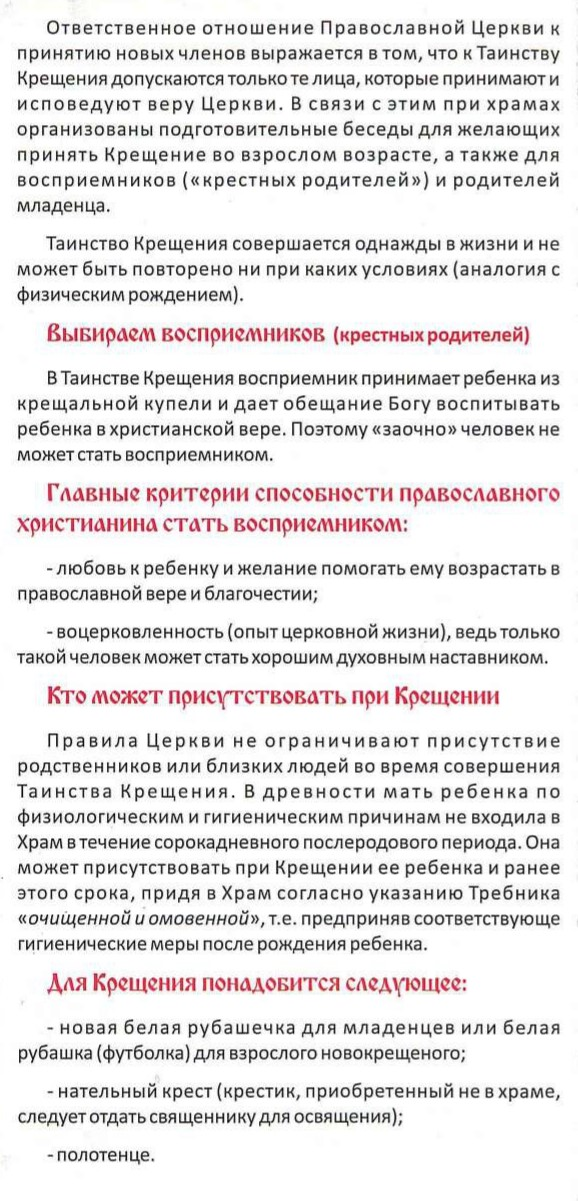 Ответственное отношение Православной Церкви к
принятию новых членов выражается в том, что к Таинству
Крещения допускаются только те лица, которые принимают и
исповедуют веру Церкви. В связи с этим при храмах
организованы подготовительные беседы для желающих
принять Крещение во взрослом возрасте, а также для
восприемников («крестных родителей») и родителей
младенца.
Таинство Крещения совершается однажды в жизни и не
может быть повторено ни при каких условиях (аналогия с
физическим рождением).
Выбираем восприемников (крестных родителей)
В Таинстве Крещения восприемник принимает ребенка из
крещальной купели и дает обещание Богу воспитывать
ребенка в христианской вере. Поэтому «заочно» человек не
может стать восприемником.
Главные критерии способности православного
христианина стать восприемником:
- любовь к ребенку и желание помогать ему возрастать в
православной вере и благочестии;
- воцерковленность (опыт церковной жизни), ведь только
такой человек может стать хорошим духовным наставником.
Кто может присутствовать при Крещении
Правила Церкви не ограничивают присутствие
родственников или близких людей во время совершения
Таинства Крещения. В древности мать ребенка по
физиологическим и гигиеническим причинам не входила в
Храм в течение сорокадневного послеродового периода. Она
может присутствовать при Крещении ее ребенка и ранее
этого срока, придя в Храм согласно указанию Требника
«очищенной и омовенной», т.е. предприняв соответствующе
гигиенические меры после рождения ребенка.
Для Крещения понадобится следующее:
- новая белая рубашечка для младенцев или белая
рубашка (футболка) для взрослого новокрещеного;
- нательный крест (крестик, приобретенный не в храме,
следует отдать священнику для освящения);
- полотенце.